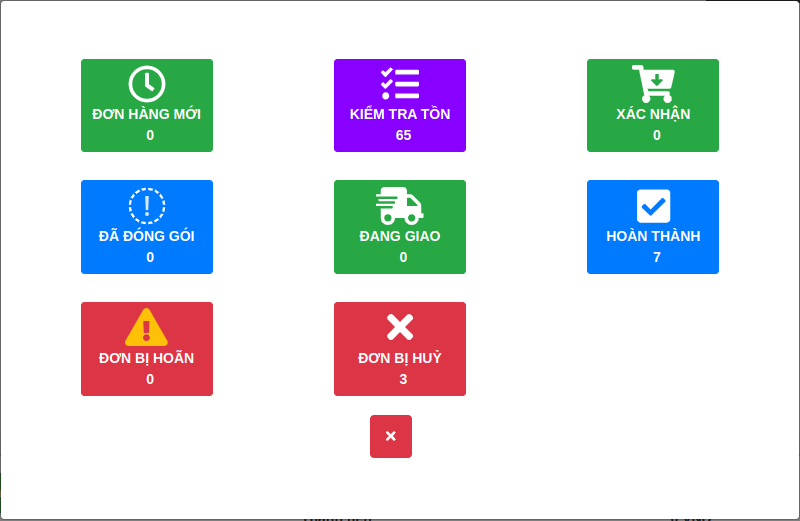 ĐƠN HÀNG MỚI
0
KIỂM TRA TỒN
65
XÁC NHẬN
0
ĐÃ ĐÓNG GÓI
0
ĐANG GIAO
0
HOÀN THÀNH
7
ĐƠN BỊ HOÃN
0
ĐƠN BỊ HUỶ
3